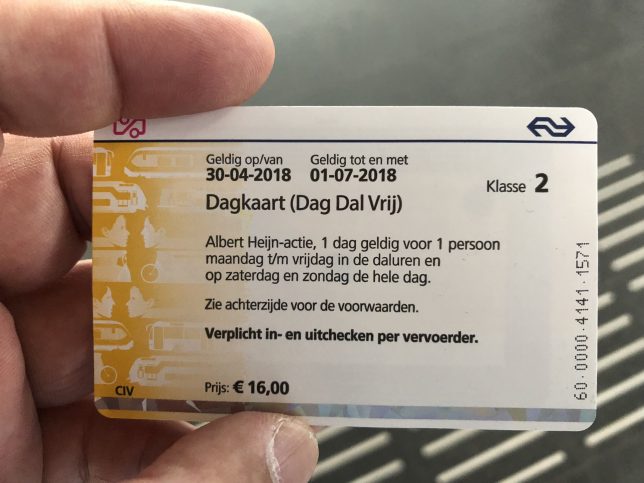 Geldig op/van Geldig tot en met
30-04-2018 01-07-2018
Klasse 2
Dagkaart (Dag Dal Vrij)
Albert Heijn-actie, 1 dag geldig voor 1 persoon
maandag t/m vrijdag in de daluren en
op zaterdag en zondag de hele dag.
Zie achterzijde voor de voorwaarden.
Verplicht in- en uitchecken per vervoerder.
CIV
Prijs: € 16,00
60·0000·4141·1571